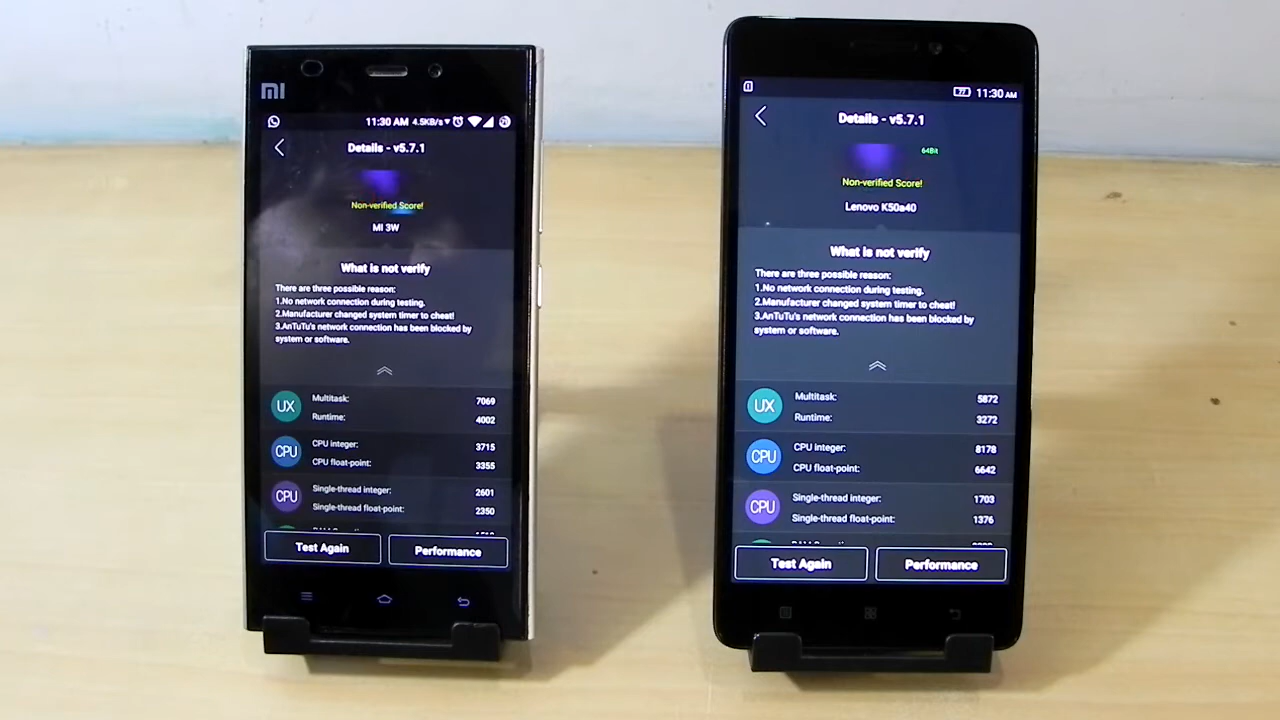 mi
11:30 AM 4.5KB/s
Details - v5.7.1
Non-verified Score!
MI 3W
What is not verify
There are three possible reason:
1.No network connection during testing.
2.Manufacturer changed system timer to cheat!
3.AnTuTu's network connection has been blocked by
system or software.
UX
Multitask: 7069
Runtime: 4002
CPU
CPU integer: 3715
CPU float-point: 3355
CPU
Single-thread integer: 2601
Single-thread float-point: 2350
Test Again
Performance
77 11:30 AM
Details - v5.7.1
64Bit
Non-verified Score!
Lenovo K50a40
What is not verify
There are three possible reason:
1.No network connection during testing.
2.Manufacturer changed system timer to cheat!
3.AnTuTu's network connection has been blocked by
system or software.
UX
Multitask: 5872
Runtime: 3272
CPU
CPU integer: 8178
CPU float-point: 6642
CPU
Single-thread integer: 1703
Single-thread float-point: 1376
Test Again
Performance